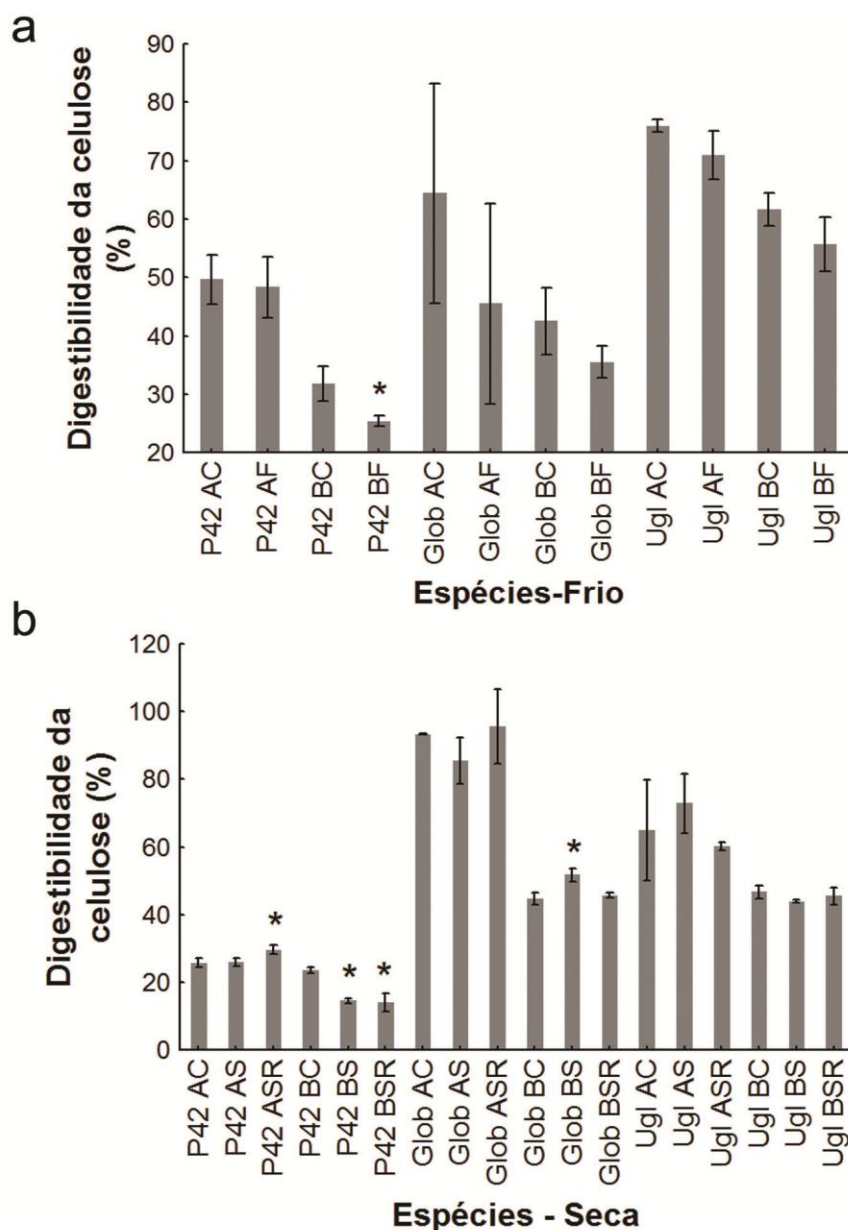 a
Digestibilidade da celulose
(%)
90
80
70
60
50
40
30
20
*
P42 AC
P42 AF
P42 BC
P42 BF
Glob AC
Glob AF
Glob BC
Glob BF
Ugl AC
Ugl AF
Ugl BC
Ugl BF
Espécies-Frio
b
Digestibilidade da
celulose (%)
120
100
80
60
40
20
0
*
*
*
*
P42 AC
P42 AS
P42 ASR
P42 BC
P42 BS
P42 BSR
Glob AC
Glob AS
Glob ASR
Glob BC
Glob BS
Glob BSR
Ugl AC
Ugl AS
Ugl ASR
Ugl BC
Ugl BS
Ugl BSR
Espécies - Seca